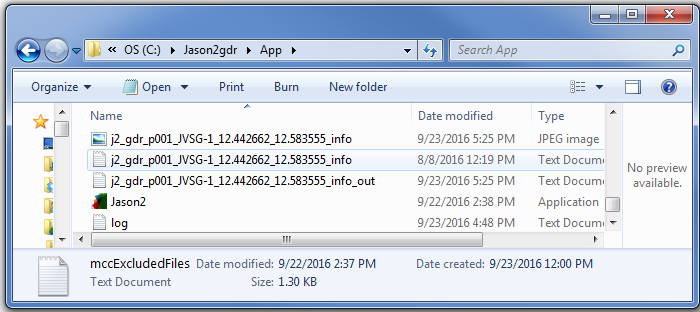 « OS (C:) ▸ Jason2gdr ▸ App ▸ Search App
Organize Open Print Burn New folder
Name Date modified Type
j2_gdr_p001_JVSG-1_12.442662_12.583555_info 9/23/2016 5:25 PM JPEG image
j2_gdr_p001_JVSG-1_12.442662_12.583555_info 8/8/2016 12:19 PM Text Docume
j2_gdr_p001_JVSG-1_12.442662_12.583555_info_out 9/23/2016 5:25 PM Text Docume
Jason2 9/22/2016 2:38 PM Application
log 9/23/2016 4:48 PM Text Docume
No preview
available.
mccExcludedFiles Date modified: 9/22/2016 2:37 PM Date created: 9/23/2016 12:00 PM
Text Document Size: 1.30 KB